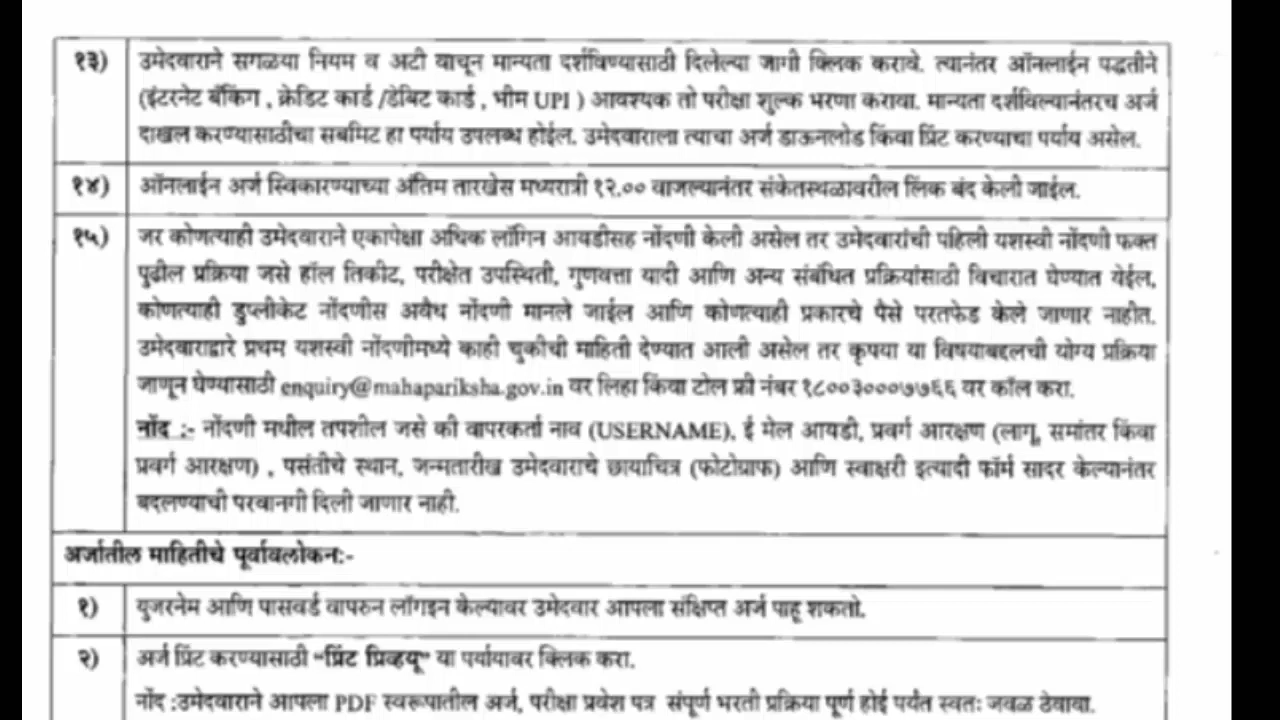 १३) उमेदवाराने सगळया नियम व अटी वाचून मान्यता दर्शविण्यासाठी दिलेल्या जागी क्लिक करावे. त्यानंतर ऑनलाईन पद्धतीने
(इंटरनेट बँकिंग , क्रेडिट कार्ड /डेबिट कार्ड , भीम UPI ) आवश्यक तो परीक्षा शुल्क भरणा करावा. मान्यता दर्शविल्यानंतरच अर्ज
दाखल करण्यासाठीचा सबमिट हा पर्याय उपलब्ध होईल. उमेदवाराला त्याचा अर्ज डाऊनलोड किंवा प्रिंट करण्याचा पर्याय असेल.
१४) ऑनलाईन अर्ज स्विकारण्याच्या अंतिम तारखेस मध्यरात्री १२.०० वाजल्यानंतर संकेतस्थळावरील लिंक बंद केली जाईल.
१५) जर कोणत्याही उमेदवाराने एकापेक्षा अधिक लॉगिन आयडीसह नोंदणी केली असेल तर उमेदवारांची पहिली यशस्वी नोंदणी फक्त
पुढील प्रक्रिया जसे हॉल तिकीट, परीक्षेत उपस्थिती, गुणवत्ता यादी आणि अन्य संबंधित प्रक्रियांसाठी विचारात घेण्यात येईल,
कोणत्याही डुप्लीकेट नोंदणीस अवैध नोंदणी मानले जाईल आणि कोणत्याही प्रकारचे पैसे परतफेड केले जाणार नाहीत.
उमेदवाराद्वारे प्रथम यशस्वी नोंदणीमध्ये काही चुकीची माहिती देण्यात आली असेल तर कृपया या विषयाबद्दलची योग्य प्रक्रिया
जाणून घेण्यासाठी enquiry@mahapariksha.gov.in वर लिहा किंवा टोल फ्री नंबर १८००३०००७७६६ वर कॉल करा.
नोंद :- नोंदणी मधील तपशील जसे की वापरकर्ता नाव (USERNAME), ई मेल आयडी, प्रवर्ग आरक्षण (लागू, समांतर किंवा
प्रवर्ग आरक्षण) , पसंतीचे स्थान, जन्मतारीख उमेदवाराचे छायाचित्र (फोटोग्राफ) आणि स्वाक्षरी इत्यादी फॉर्म सादर केल्यानंतर
बदलण्याची परवानगी दिली जाणार नाही.
अर्जातील माहितीचे पूर्वावलोकन:-
१) युजरनेम आणि पासवर्ड वापरुन लॉगइन केल्यावर उमेदवार आपला संक्षिप्त अर्ज पाहू शकतो.
२) अर्ज प्रिंट करण्यासाठी "प्रिंट प्रिव्हयू" या पर्यायावर क्लिक करा.
नोंद :उमेदवाराने आपला PDF स्वरूपातील अर्ज, परीक्षा प्रवेश पत्र संपूर्ण भरती प्रक्रिया पूर्ण होई पर्यंत स्वतः जवळ ठेवावा.